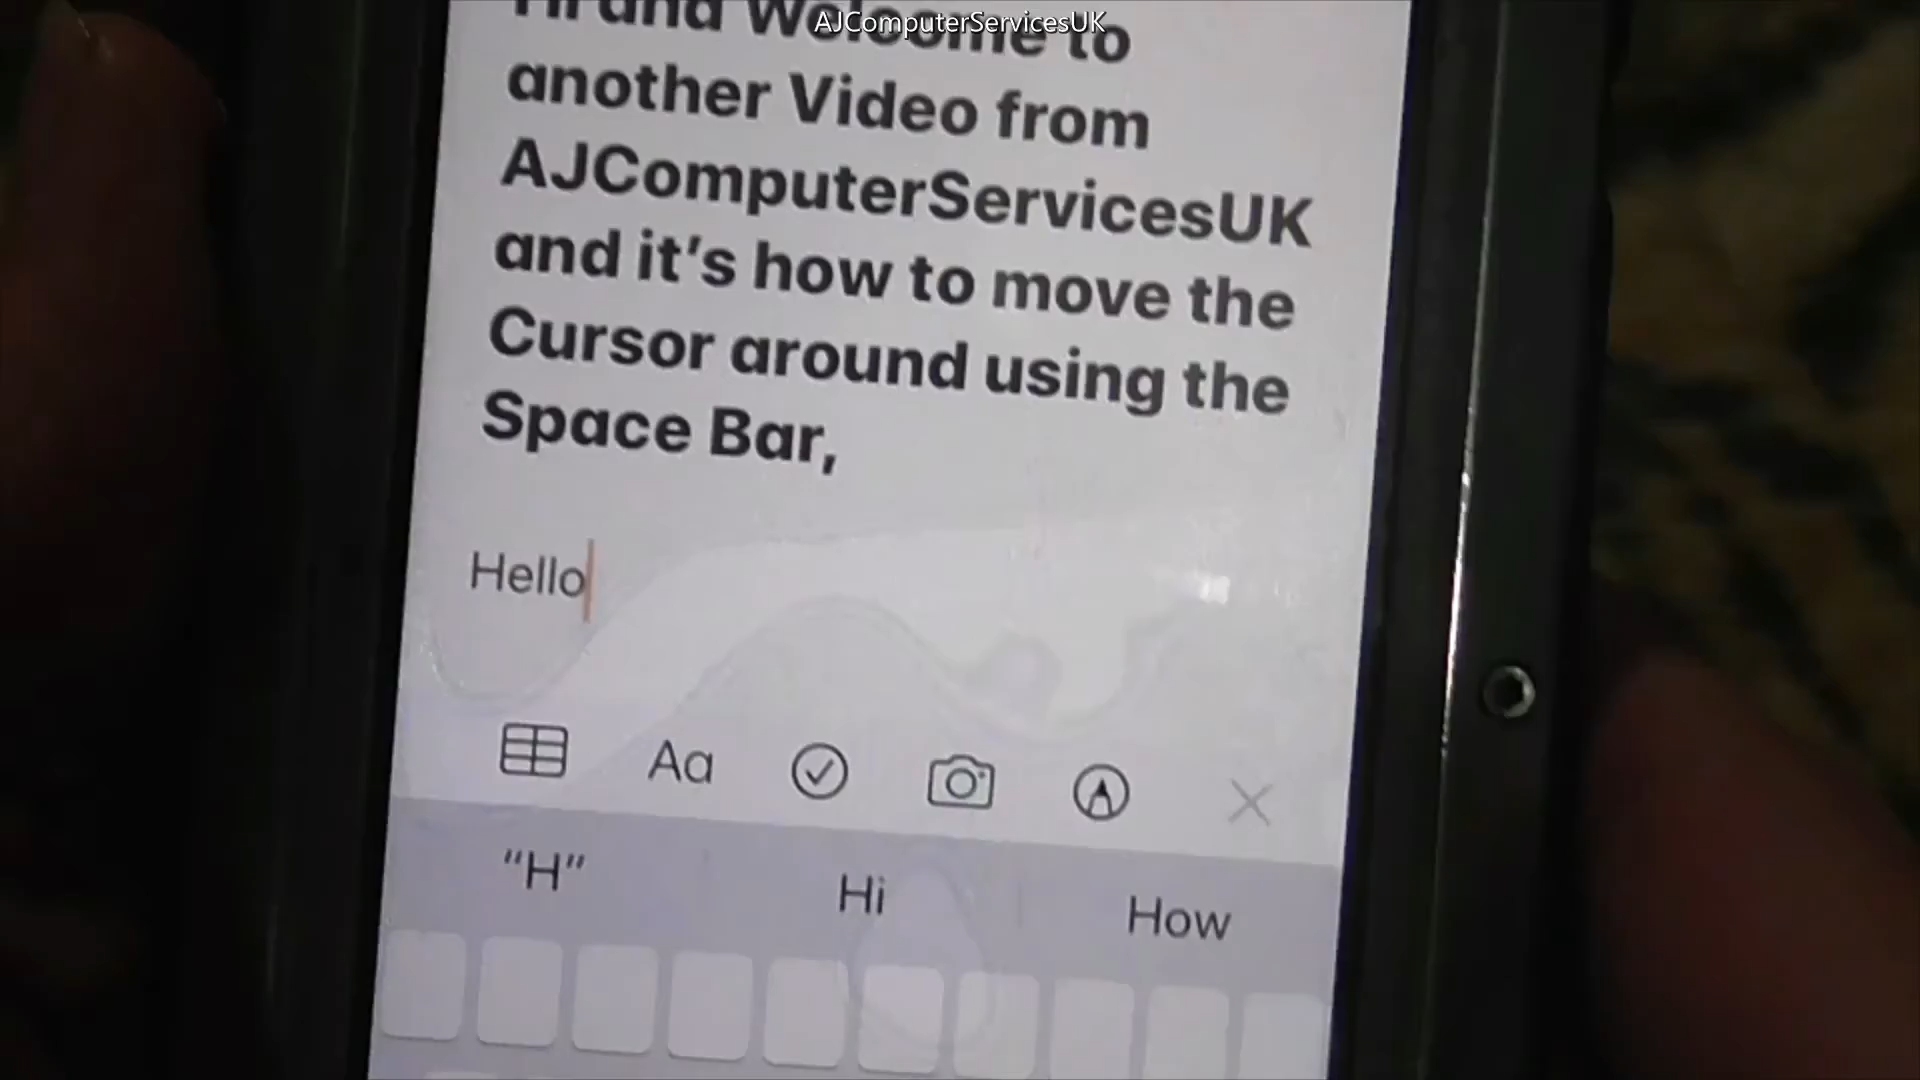 AJComputerServicesUK
Hi and Welcome to
another Video from
AJComputerServicesUK
and it's how to move the
Cursor around using the
Space Bar,
Hello
Aa
“H” Hi How